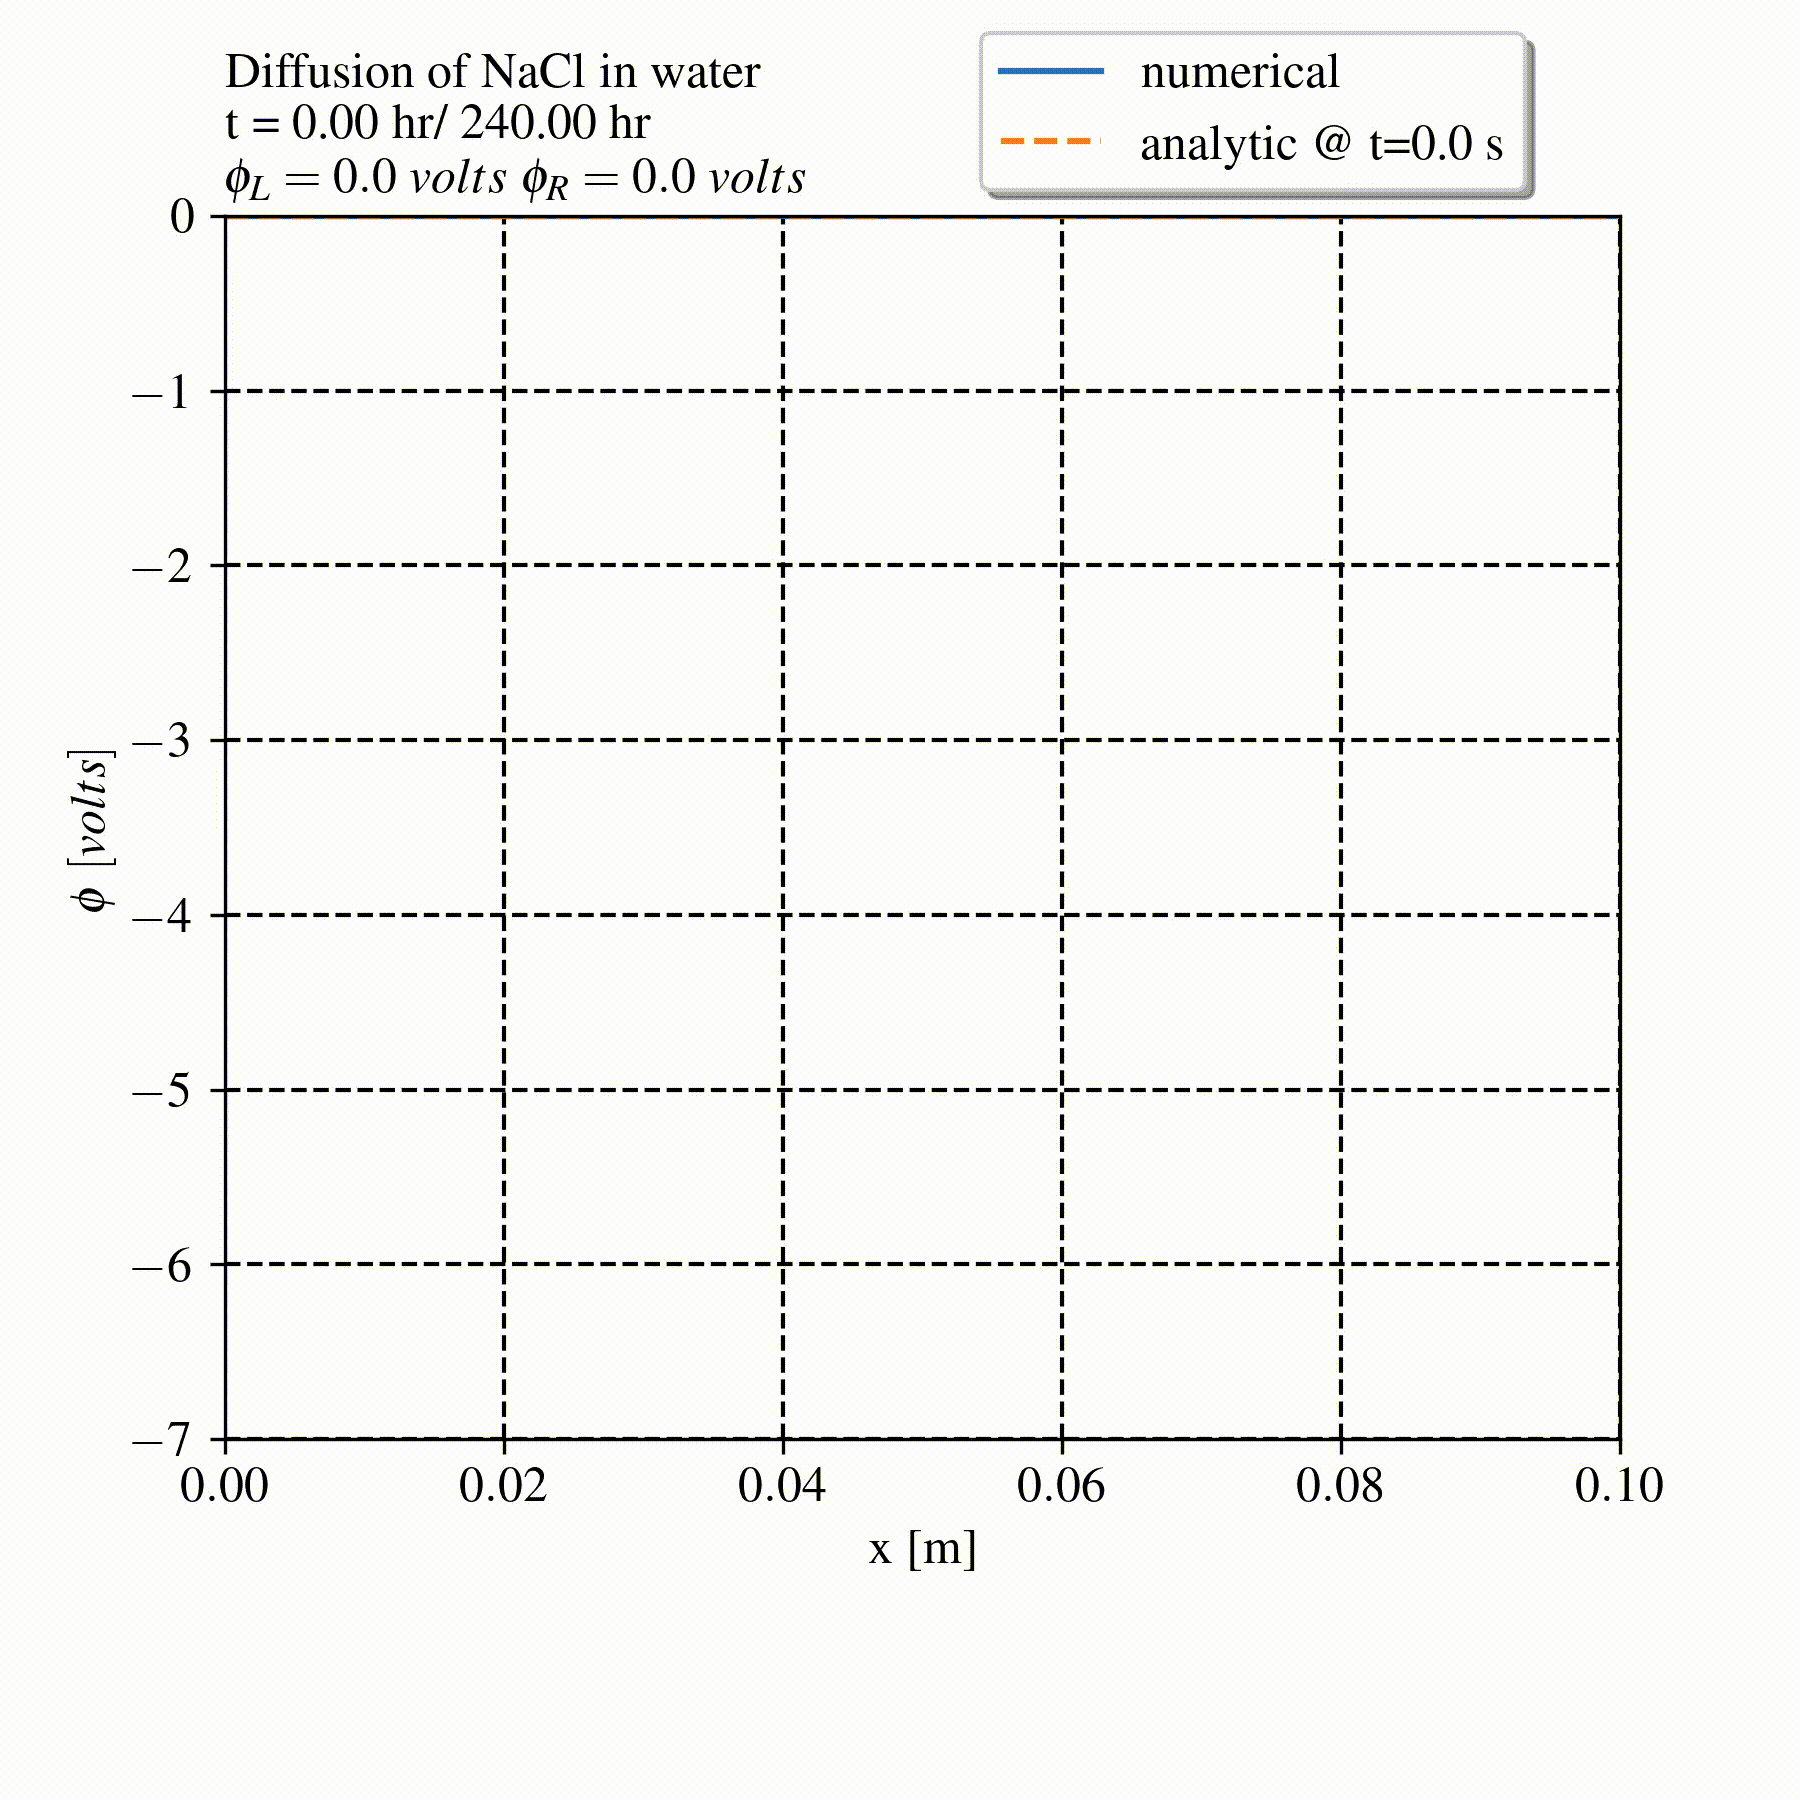 Diffusion of NaCl in water
t = 0.00 hr/ 240.00 hr
ϕL = 0.0 volts ϕR = 0.0 volts
numerical
analytic @ t=0.0 s
0
−1
−2
−3
−4
−5
−6
−7
ϕ [volts]
0.00 0.02 0.04 0.06 0.08 0.10
x [m]